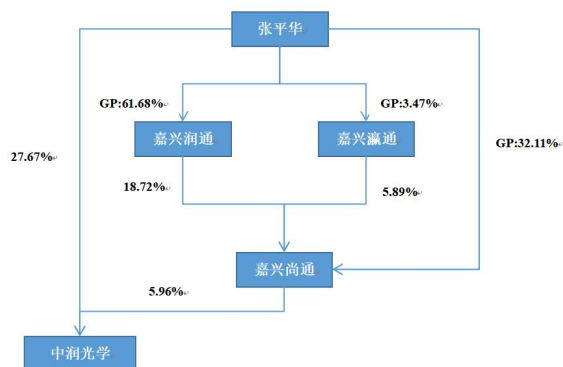 张平华
GP:61.68%
GP:3.47%
嘉兴润通
嘉兴瀛通
27.67%
GP:32.11%
18.72%
5.89%
嘉兴尚通
5.96%
中润光学